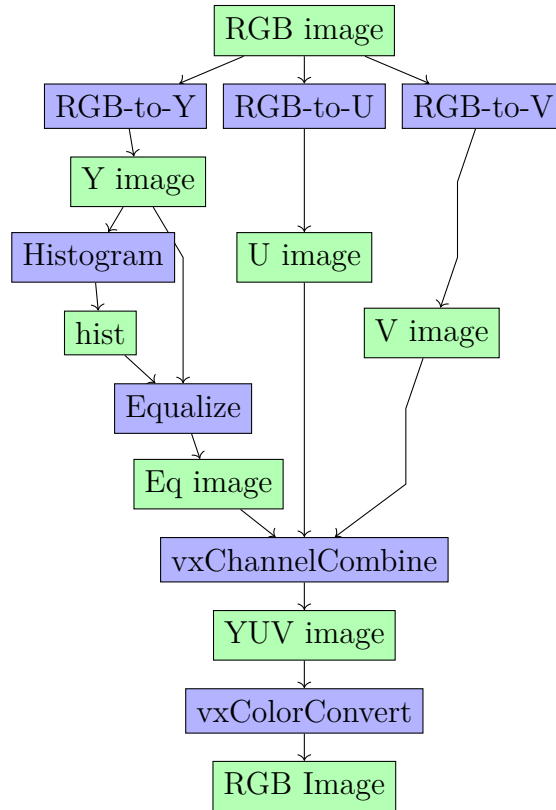 RGB image
RGB-to-Y
RGB-to-U
RGB-to-V
Y image
Histogram
U image
hist
V image
Equalize
Eq image
vxChannelCombine
YUV image
vxColorConvert
RGB Image